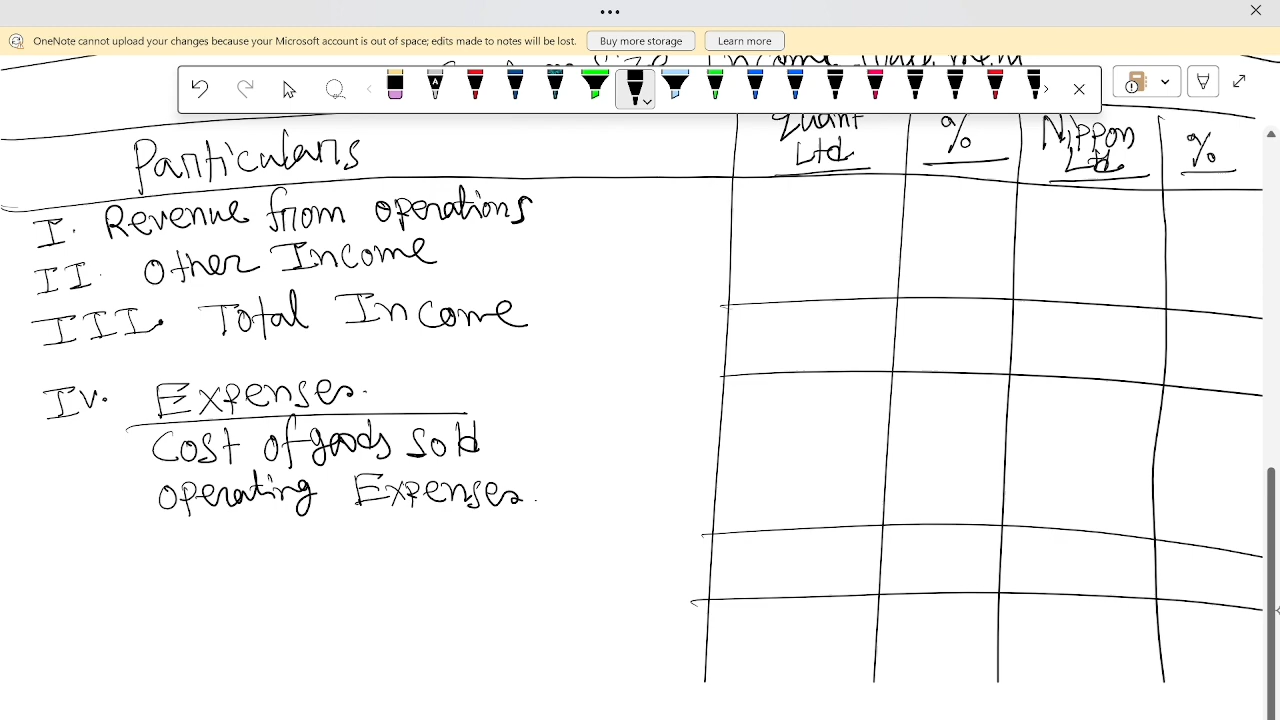 OneNote cannot upload your changes because your Microsoft account is out of space; edits made to notes will be lost. Buy more storage Learn more
Income
Particulars Quant Ltd % Nippon Ltd %
I. Revenue from operations
II. Other Income
III. Total Income
IV. Expenses.
Cost of goods sold
operating Expenses.